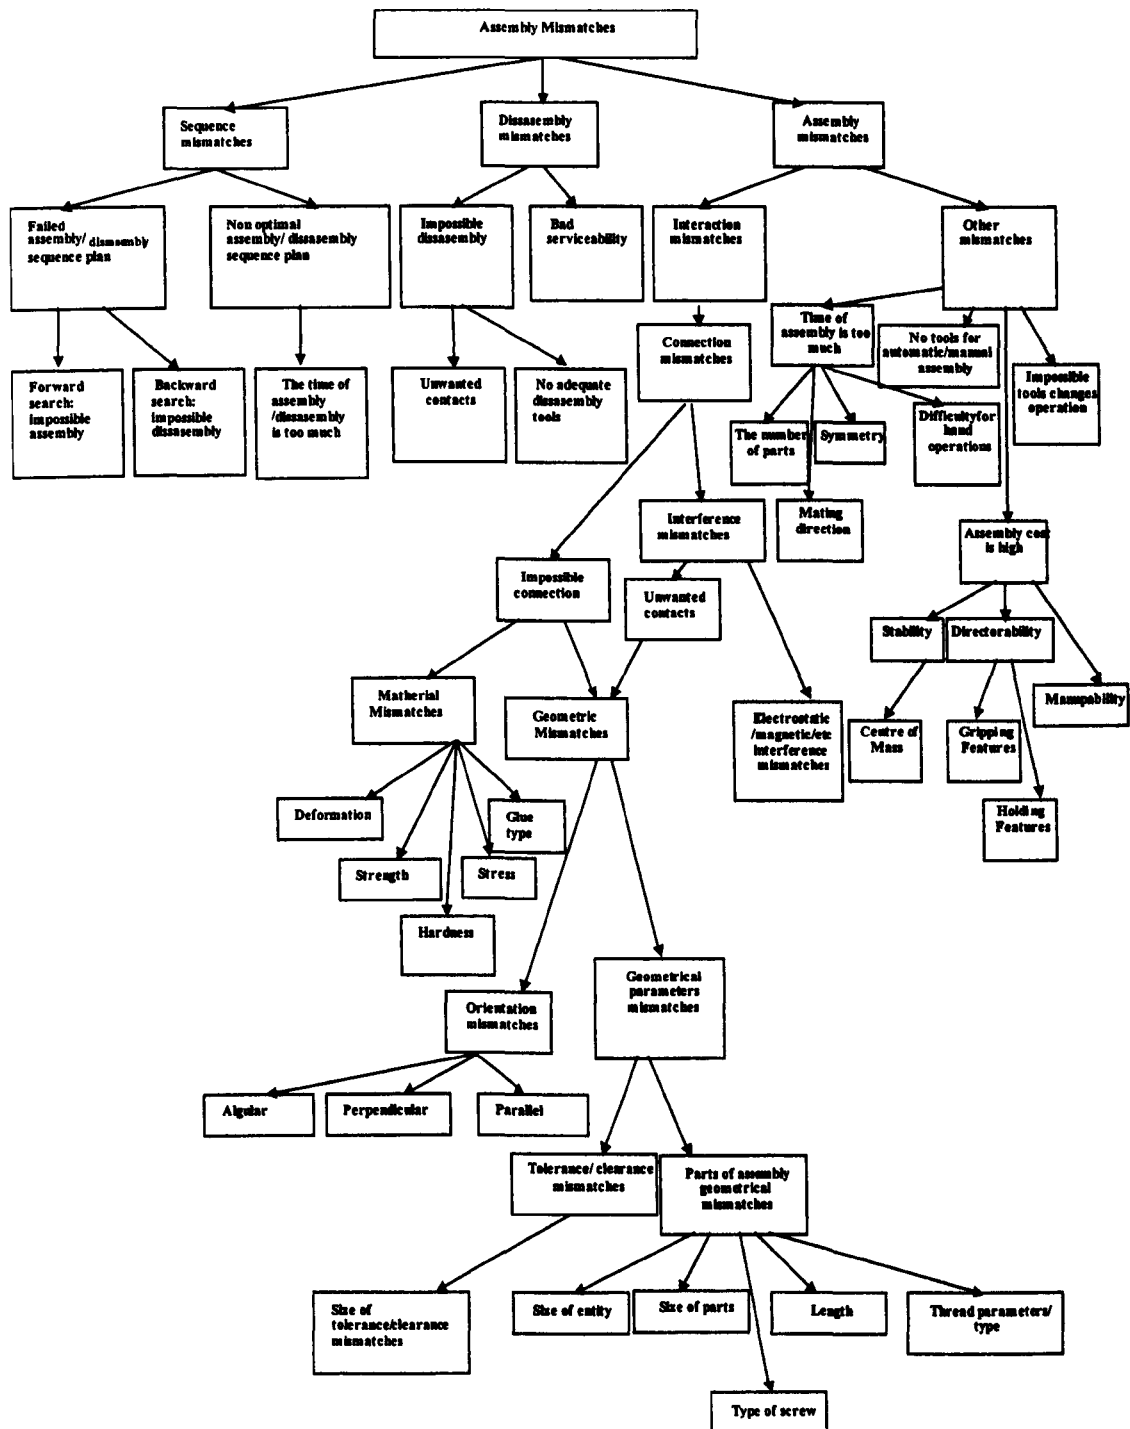 Assembly Mismatches
Sequence
mismatches
Dissasembly
mismatches
Assembly
mismatches
Failed
assembly/ dismsembly
sequence plan
Non optimal
assembly/ dissasembly
sequence plan
Impossible
dissasembly
Bad
serviceability
Interaction
mismatches
Other
mismatches
Forward
search:
impossible
assembly
Backward
search:
impossible
dissasembly
The time of
assembly
/dissasembly
is too much
Unwanted
contacts
No adequate
dissasembly
tools
Connection
mismatches
Time of
assembly is too
much
No tools for
automatic/manual
assembly
Impossible
tools changes
operation
The number
of parts
Symmetry
Difficiulty for
hand
operations
Mating
direction
Interference
mismatches
Assembly cost
is high
Impossible
connection
Unwanted
contacts
Stability
Directorability
Manupability
Matherial
Mismatches
Geometric
Mismatches
Electrostatic
/magnetic/etc
interference
mismatches
Centre of
Mass
Gripping
Features
Holding
Features
Deformation
Glue
type
Strength
Stress
Hardness
Geometrical
parameters
mismatches
Orientation
mismatches
Algular
Perpendicular
Parallel
Tolerance/ clearance
mismatches
Parts of assembly
geometrical
mismatches
Size of
tolerance/clearance
mismatches
Size of entity
Size of parts
Length
Thread parameters/
type
Type of screw